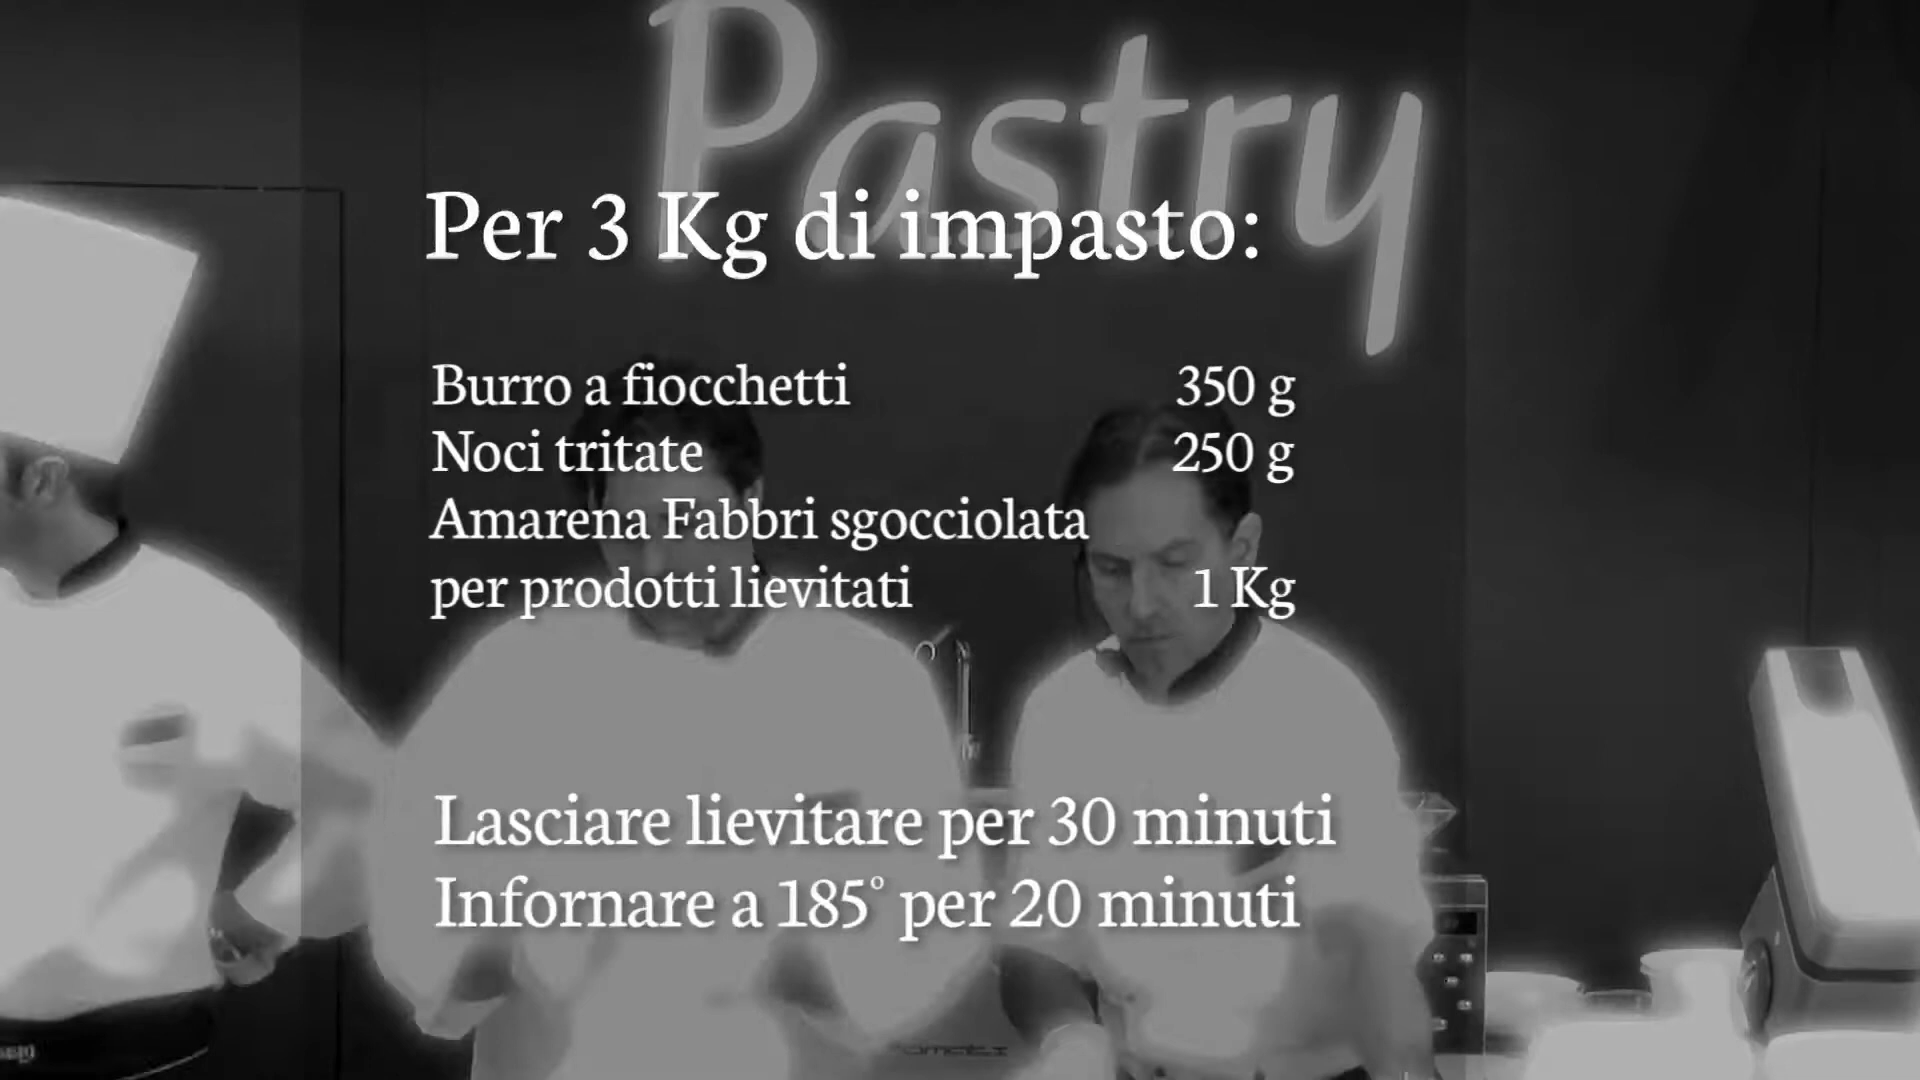 Pastry
Per 3 Kg di impasto:
Burro a fiocchetti 350 g
Noci tritate 250 g
Amarena Fabbri sgocciolata
per prodotti lievitati 1 Kg
Lasciare lievitare per 30 minuti
Infornare a 185° per 20 minuti